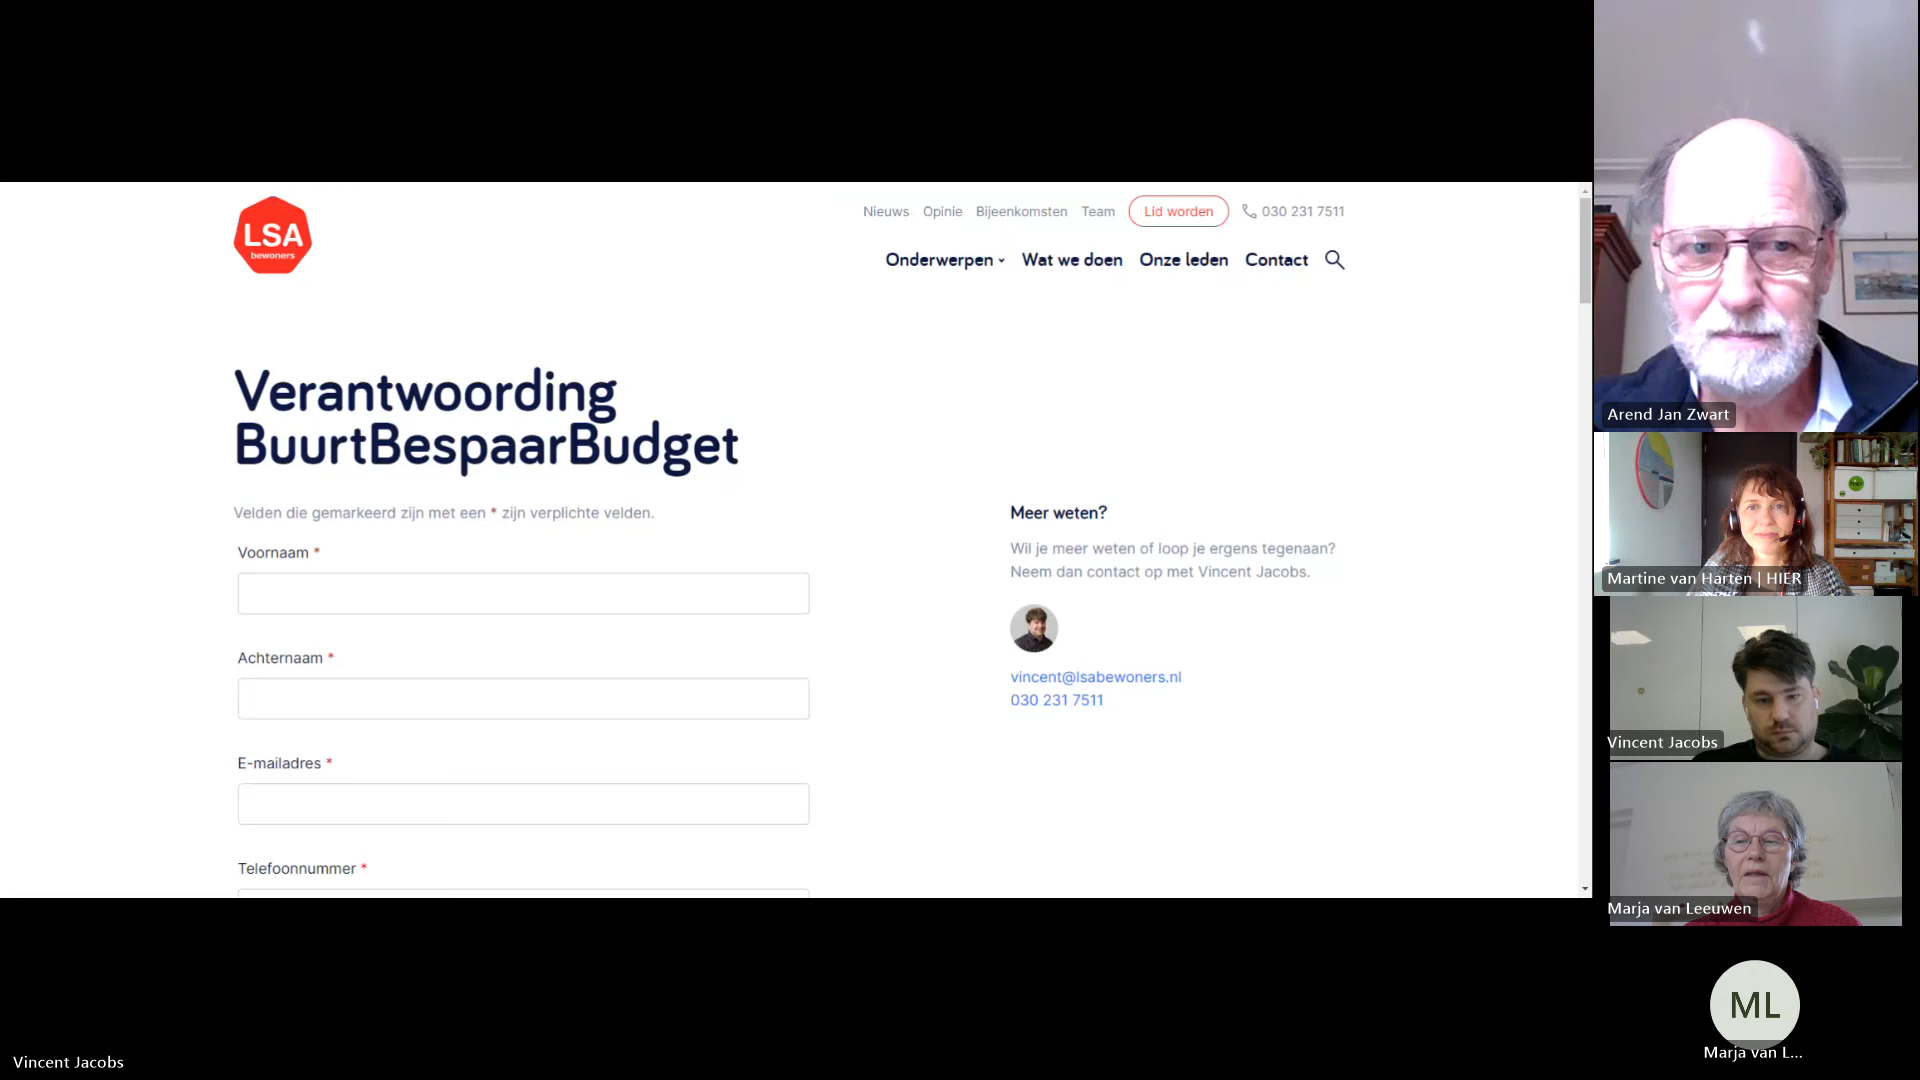 LSA
bewoners
Nieuws Opinie Bijeenkomsten Team Lid worden 030 231 7511
Onderwerpen Wat we doen Onze leden Contact
Verantwoording
BuurtBespaarBudget
Velden die gemarkeerd zijn met een * zijn verplichte velden.
Voornaam *
Achternaam *
E-mailadres *
Telefoonnummer *
Meer weten?
Wil je meer weten of loop je ergens tegenaan?
Neem dan contact op met Vincent Jacobs.
vincent@lsabewoners.nl
030 231 7511
Arend Jan Zwart
Martine van Harten | HIER
Vincent Jacobs
Marja van Leeuwen
ML
Marja van L...
Vincent Jacobs